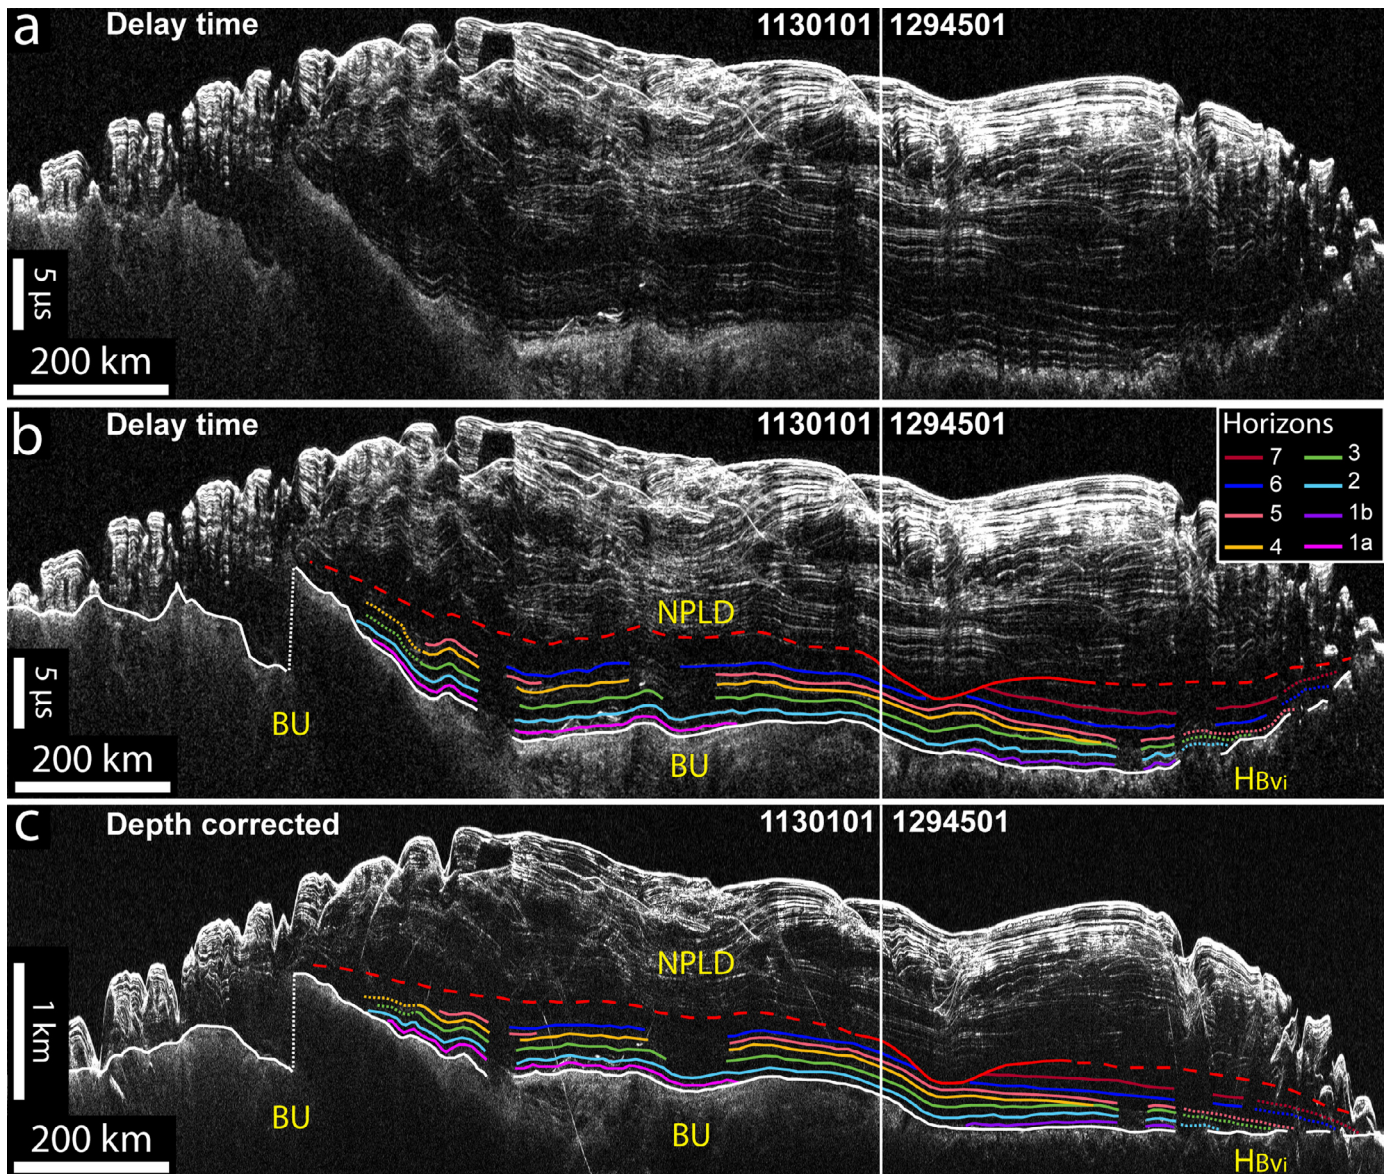 a Delay time 1130101 1294501
5 µs
200 km
b Delay time 1130101 1294501
Horizons
7 3
6 2
5 1b
4 1a
NPLD
5 µs
BU
BU
HBvi
200 km
c Depth corrected 1130101 1294501
NPLD
1 km
BU
BU
HBvi
200 km